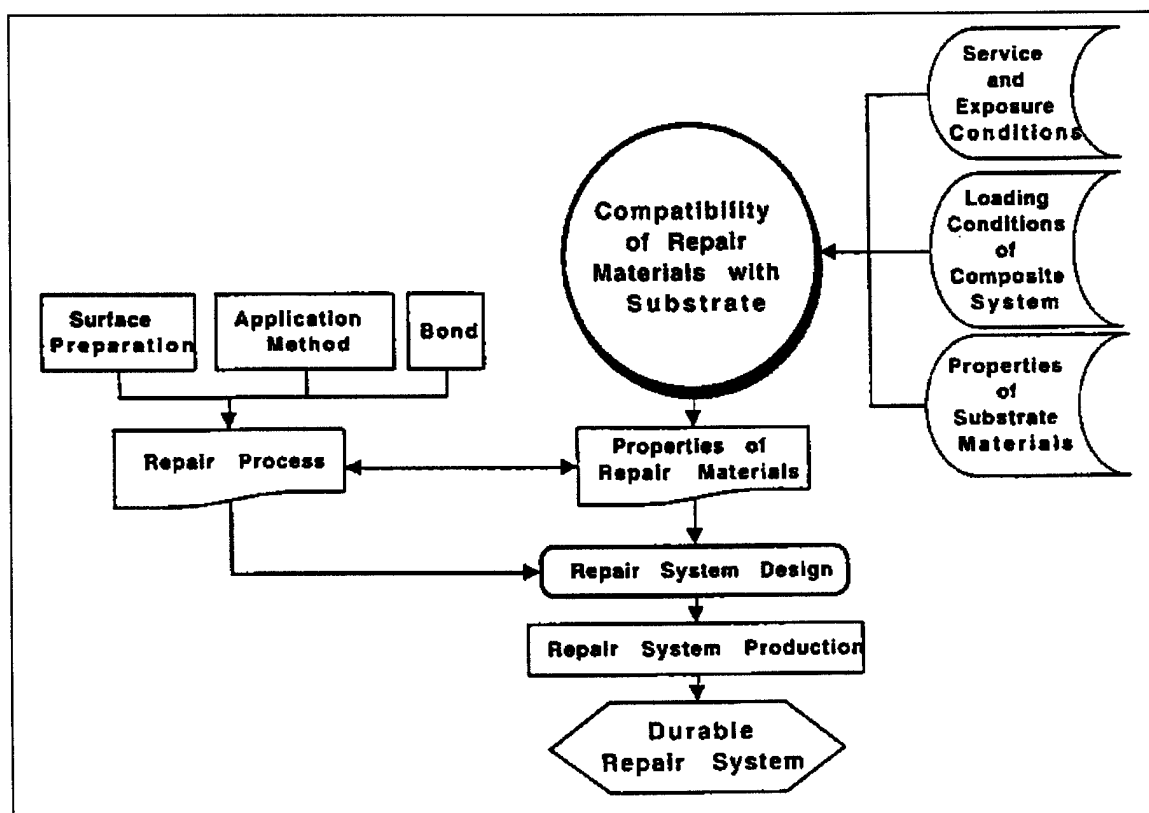 Service
and
Exposure
Conditions
Compatibility
of Repair
Materials with
Substrate
Loading
Conditions
of
Composite
System
Surface
Preparation
Application
Method
Bond
Properties
of
Substrate
Materials
Repair Process
Properties of
Repair Materials
Repair System Design
Repair System Production
Durable
Repair System